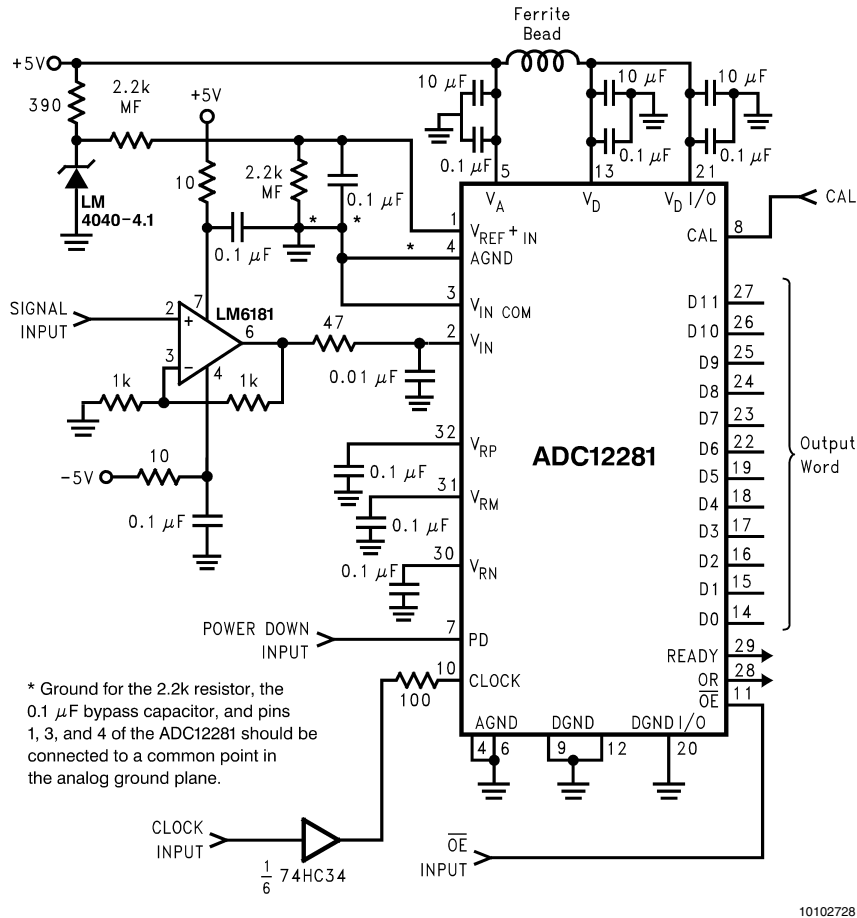 Ferrite
Bead
+5V
390
2.2k
MF
+5V
10 μF
10 μF
10 μF
0.1 μF
0.1 μF
0.1 μF
5
13
21
LM
4040-4.1
10
2.2k
MF
0.1 μF
*
*
*
0.1 μF
V_A
V_D
V_D I/O
CAL
8
CAL
1
V_REF+ IN
4
AGND
3
V_IN COM
2
V_IN
SIGNAL
INPUT
2
+
7
LM6181
6
3
−
4
47
0.01 μF
1k
1k
10
−5V
0.1 μF
32
V_RP
0.1 μF
31
V_RM
0.1 μF
30
V_RN
0.1 μF
ADC12281
D11 27
D10 26
D9 25
D8 24
D7 23
D6 22
D5 19
D4 18
D3 17
D2 16
D1 15
D0 14
Output
Word
READY 29
OR 28
O̅E̅ 11
POWER DOWN
INPUT
7
PD
10
CLOCK
100
AGND
DGND
DGND I/O
4
6
9
12
20
* Ground for the 2.2k resistor, the
0.1 μF bypass capacitor, and pins
1, 3, and 4 of the ADC12281 should be
connected to a common point in
the analog ground plane.
CLOCK
INPUT
1/6 74HC34
O̅E̅
INPUT
10102728